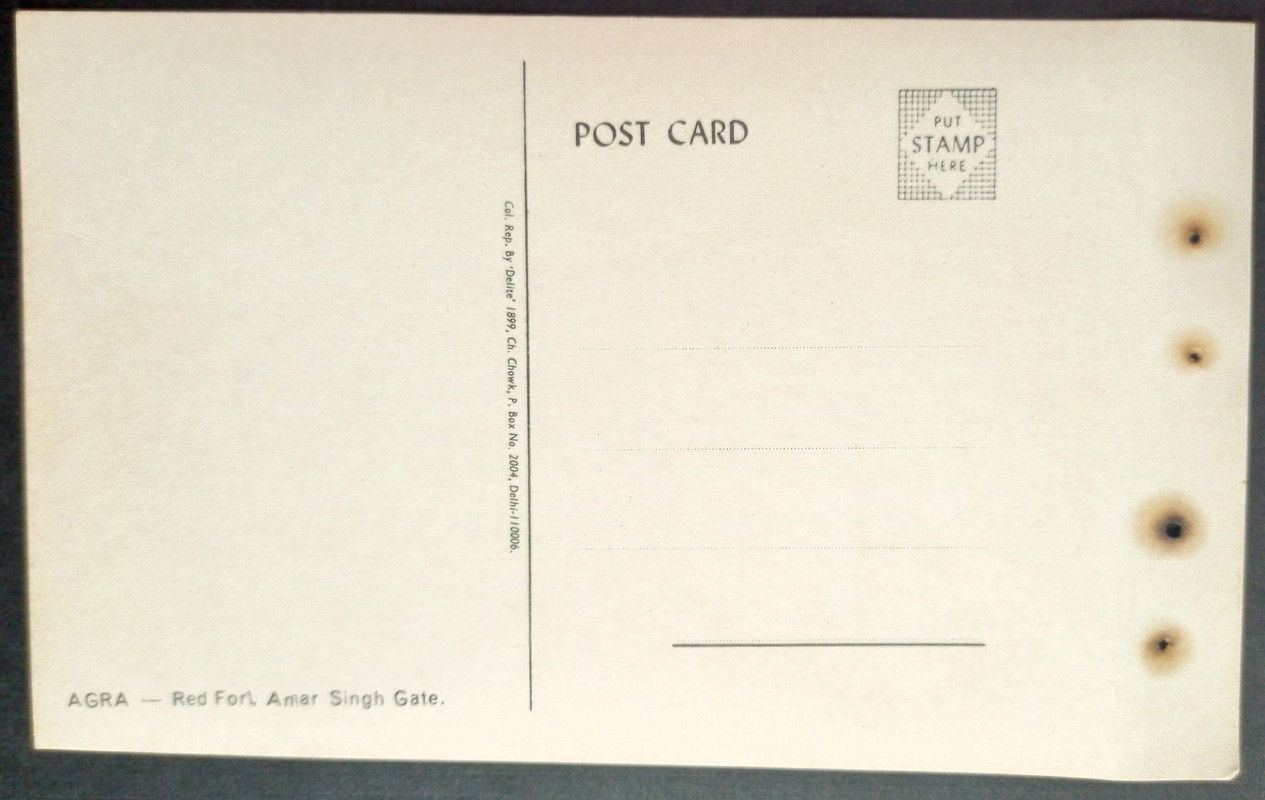 POST CARD
PUT
STAMP
HERE
Col. Rep. By 'Delite' 1899, Ch. Chowk, P. Box No. 2004, Delhi-110006.
AGRA — Red Fort, Amar Singh Gate.